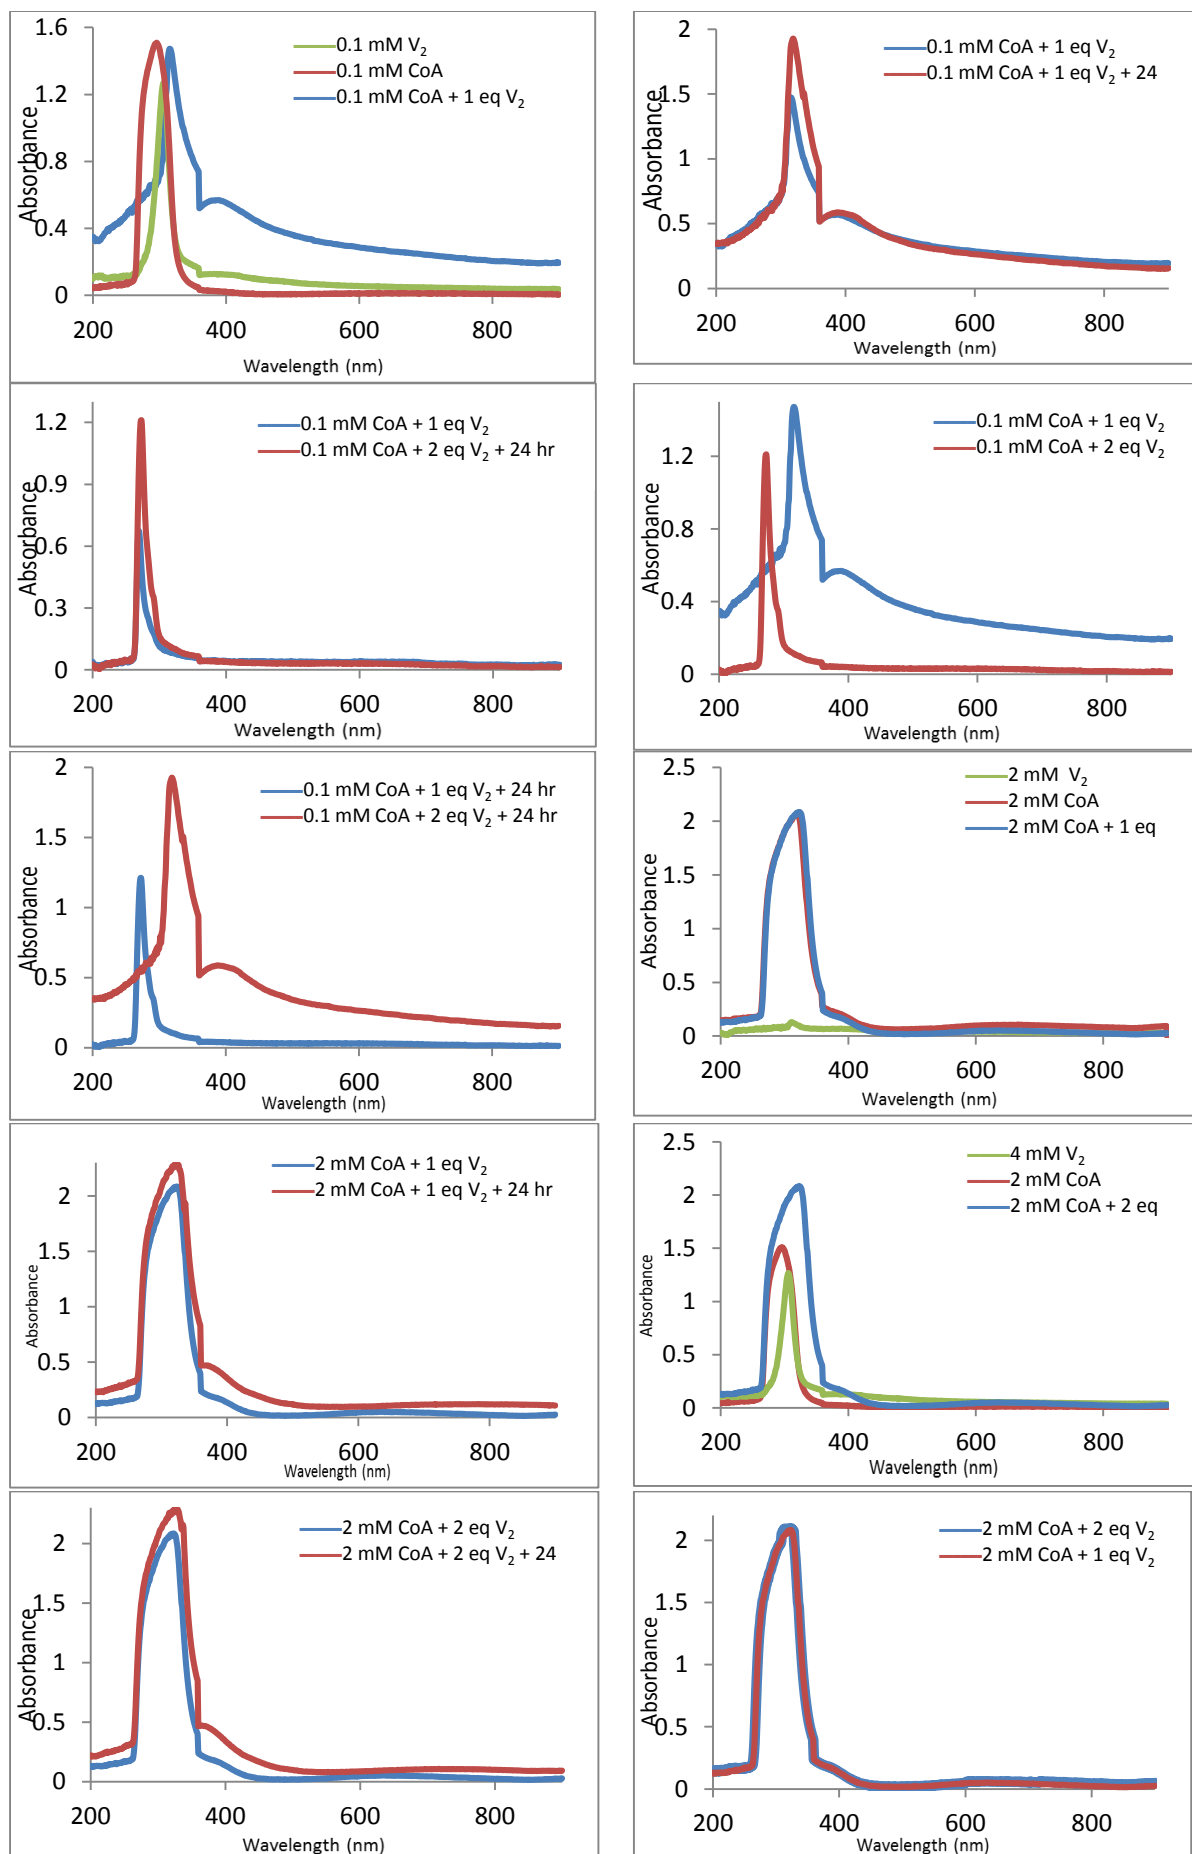 1.6
1.2
0.8
0.4
0
Absorbance
0.1 mM V₂
0.1 mM CoA
0.1 mM CoA + 1 eq V₂
200 400 600 800
Wavelength (nm)
2
1.5
1
0.5
0
Absorbance
0.1 mM CoA + 1 eq V₂
0.1 mM CoA + 1 eq V₂ + 24
200 400 600 800
Wavelength (nm)
1.2
0.9
0.6
0.3
0
Absorbance
0.1 mM CoA + 1 eq V₂
0.1 mM CoA + 2 eq V₂ + 24 hr
200 400 600 800
Wavelength (nm)
1.2
0.8
0.4
0
Absorbance
0.1 mM CoA + 1 eq V₂
0.1 mM CoA + 2 eq V₂
200 400 600 800
Wavelength (nm)
2
1.5
1
0.5
0
Absorbance
0.1 mM CoA + 1 eq V₂ + 24 hr
0.1 mM CoA + 2 eq V₂ + 24 hr
200 400 600 800
Wavelength (nm)
2.5
2
1.5
1
0.5
0
Absorbance
2 mM V₂
2 mM CoA
2 mM CoA + 1 eq
200 400 600 800
Wavelength (nm)
2
1.5
1
0.5
0
Absorbance
2 mM CoA + 1 eq V₂
2 mM CoA + 1 eq V₂ + 24 hr
200 400 600 800
Wavelength (nm)
2.5
2
1.5
1
0.5
0
Absorbance
4 mM V₂
2 mM CoA
2 mM CoA + 2 eq
200 400 600 800
Wavelength (nm)
2
1.5
1
0.5
0
Absorbance
2 mM CoA + 2 eq V₂
2 mM CoA + 2 eq V₂ + 24
200 400 600 800
Wavelength (nm)
2
1.5
1
0.5
0
Absorbance
2 mM CoA + 2 eq V₂
2 mM CoA + 1 eq V₂
200 400 600 800
Wavelength (nm)